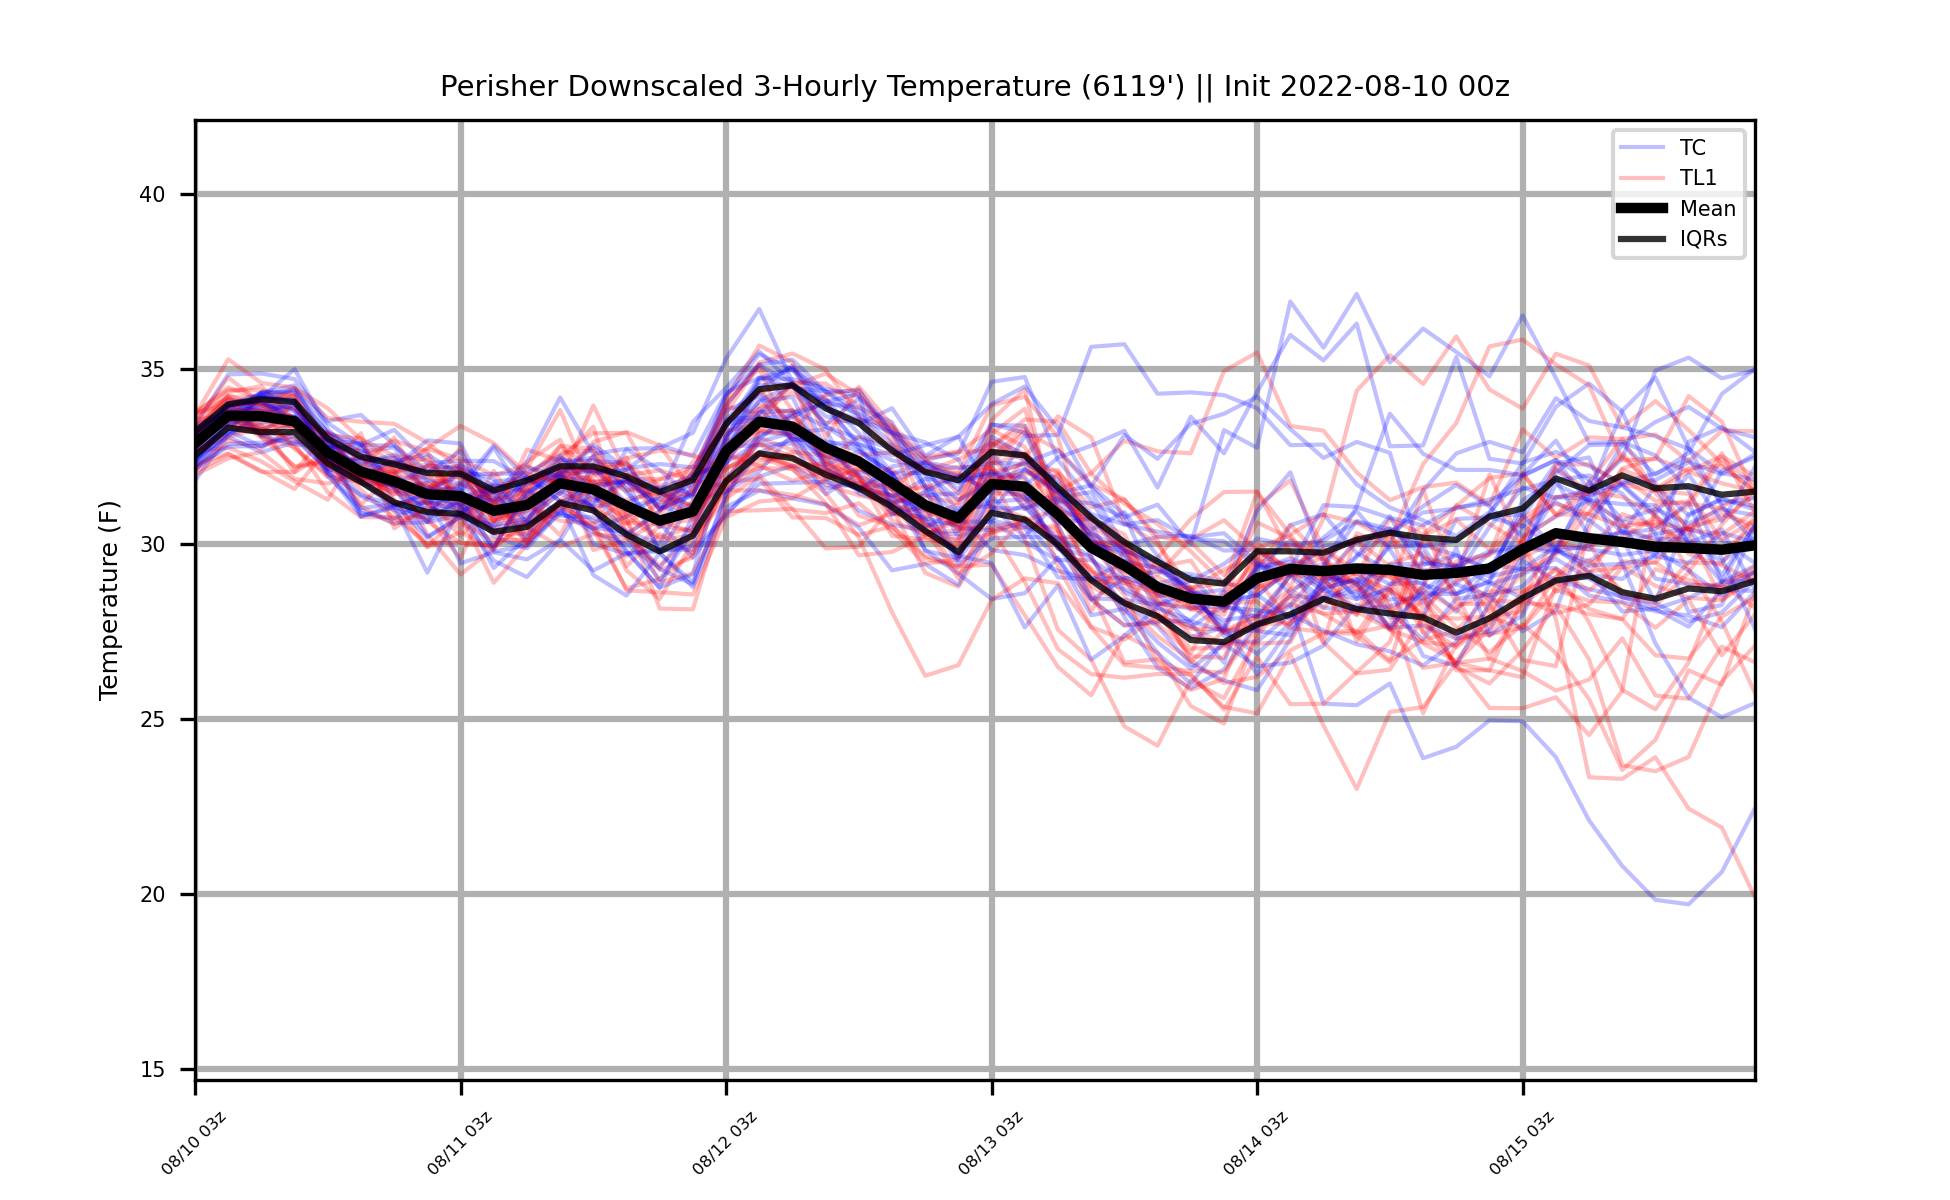 Perisher Downscaled 3-Hourly Temperature (6119') || Init 2022-08-10 00z
TC
TL1
Mean
IQRs
Temperature (F)
40
35
30
25
20
15
08/10 03z
08/11 03z
08/12 03z
08/13 03z
08/14 03z
08/15 03z